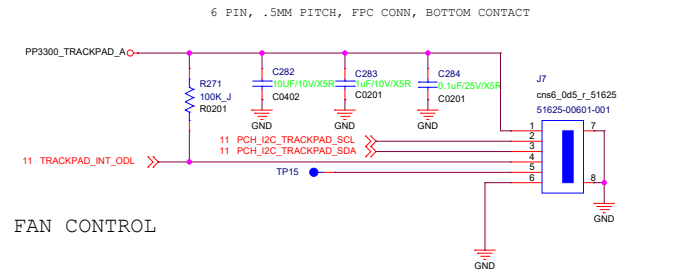 6 PIN, .5MM PITCH, FPC CONN, BOTTOM CONTACT
PP3300_TRACKPAD_A
R271
100K_J
R0201
C282
10UF/10V/X5R
C0402
C283
1uF/10V/X5R
C0201
C284
0.1uF/25V/X5R
C0201
GND
GND
GND
J7
cns6_0d5_r_51625
51625-00601-001
11 PCH_I2C_TRACKPAD_SCL
11 PCH_I2C_TRACKPAD_SDA
11 TRACKPAD_INT_ODL
TP15
1
2
3
4
5
6
7
8
GND
GND
FAN CONTROL